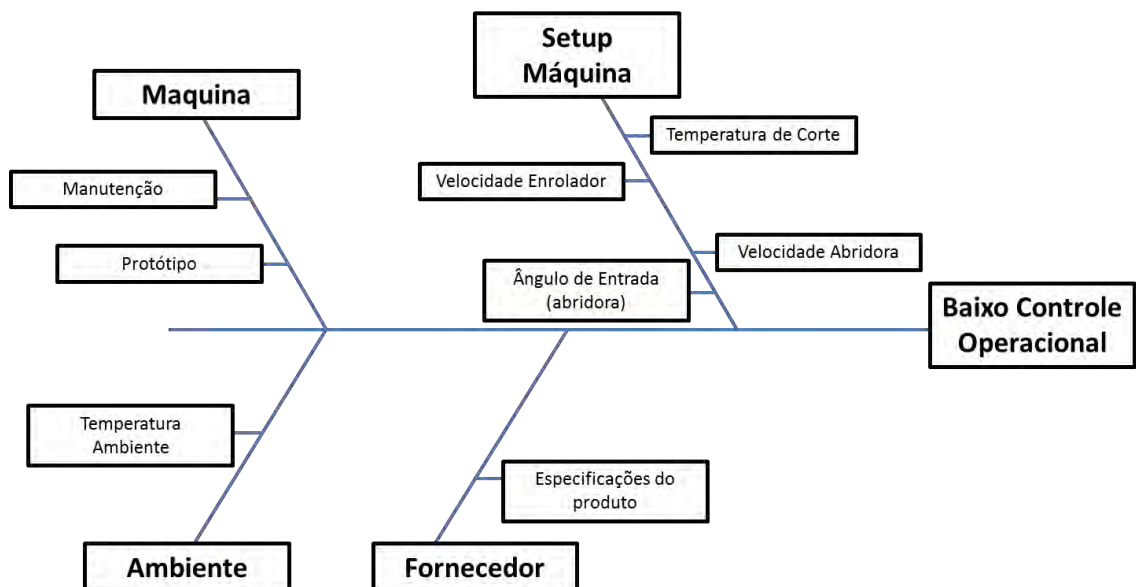 Setup
Máquina
Maquina
Temperatura de Corte
Velocidade Enrolador
Manutenção
Velocidade Abridora
Protótipo
Ângulo de Entrada
(abridora)
Baixo Controle
Operacional
Temperatura
Ambiente
Especificações do
produto
Ambiente
Fornecedor